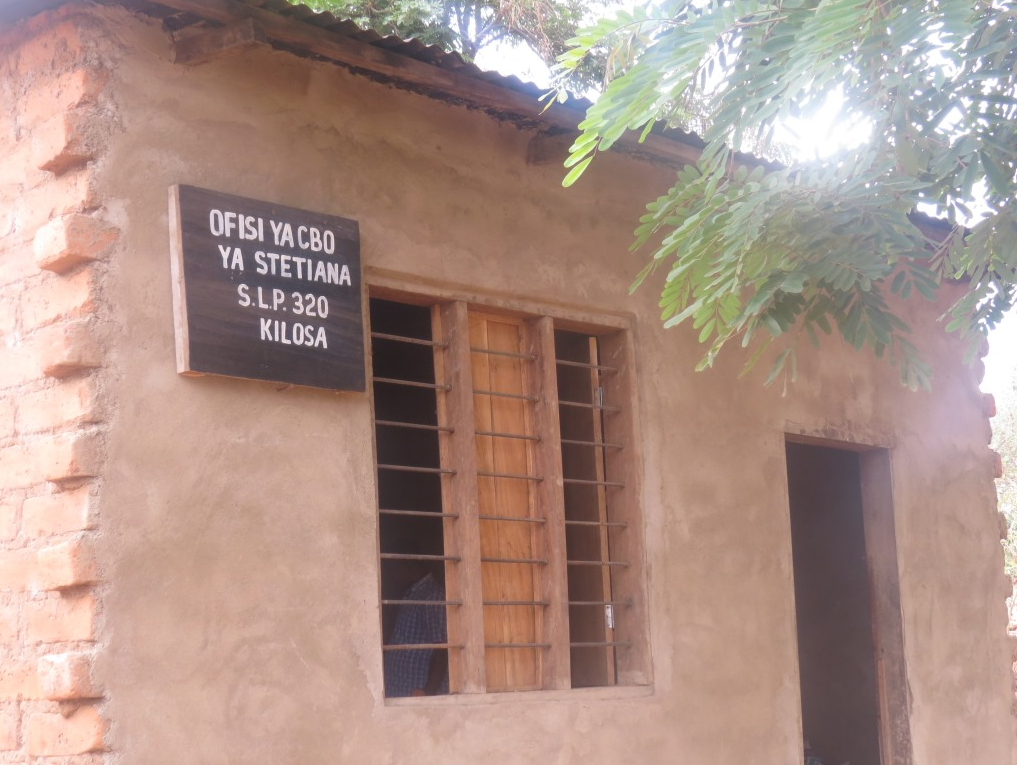 OFISI YA CBO
YA STETIANA
S.L.P. 320
KILOSA